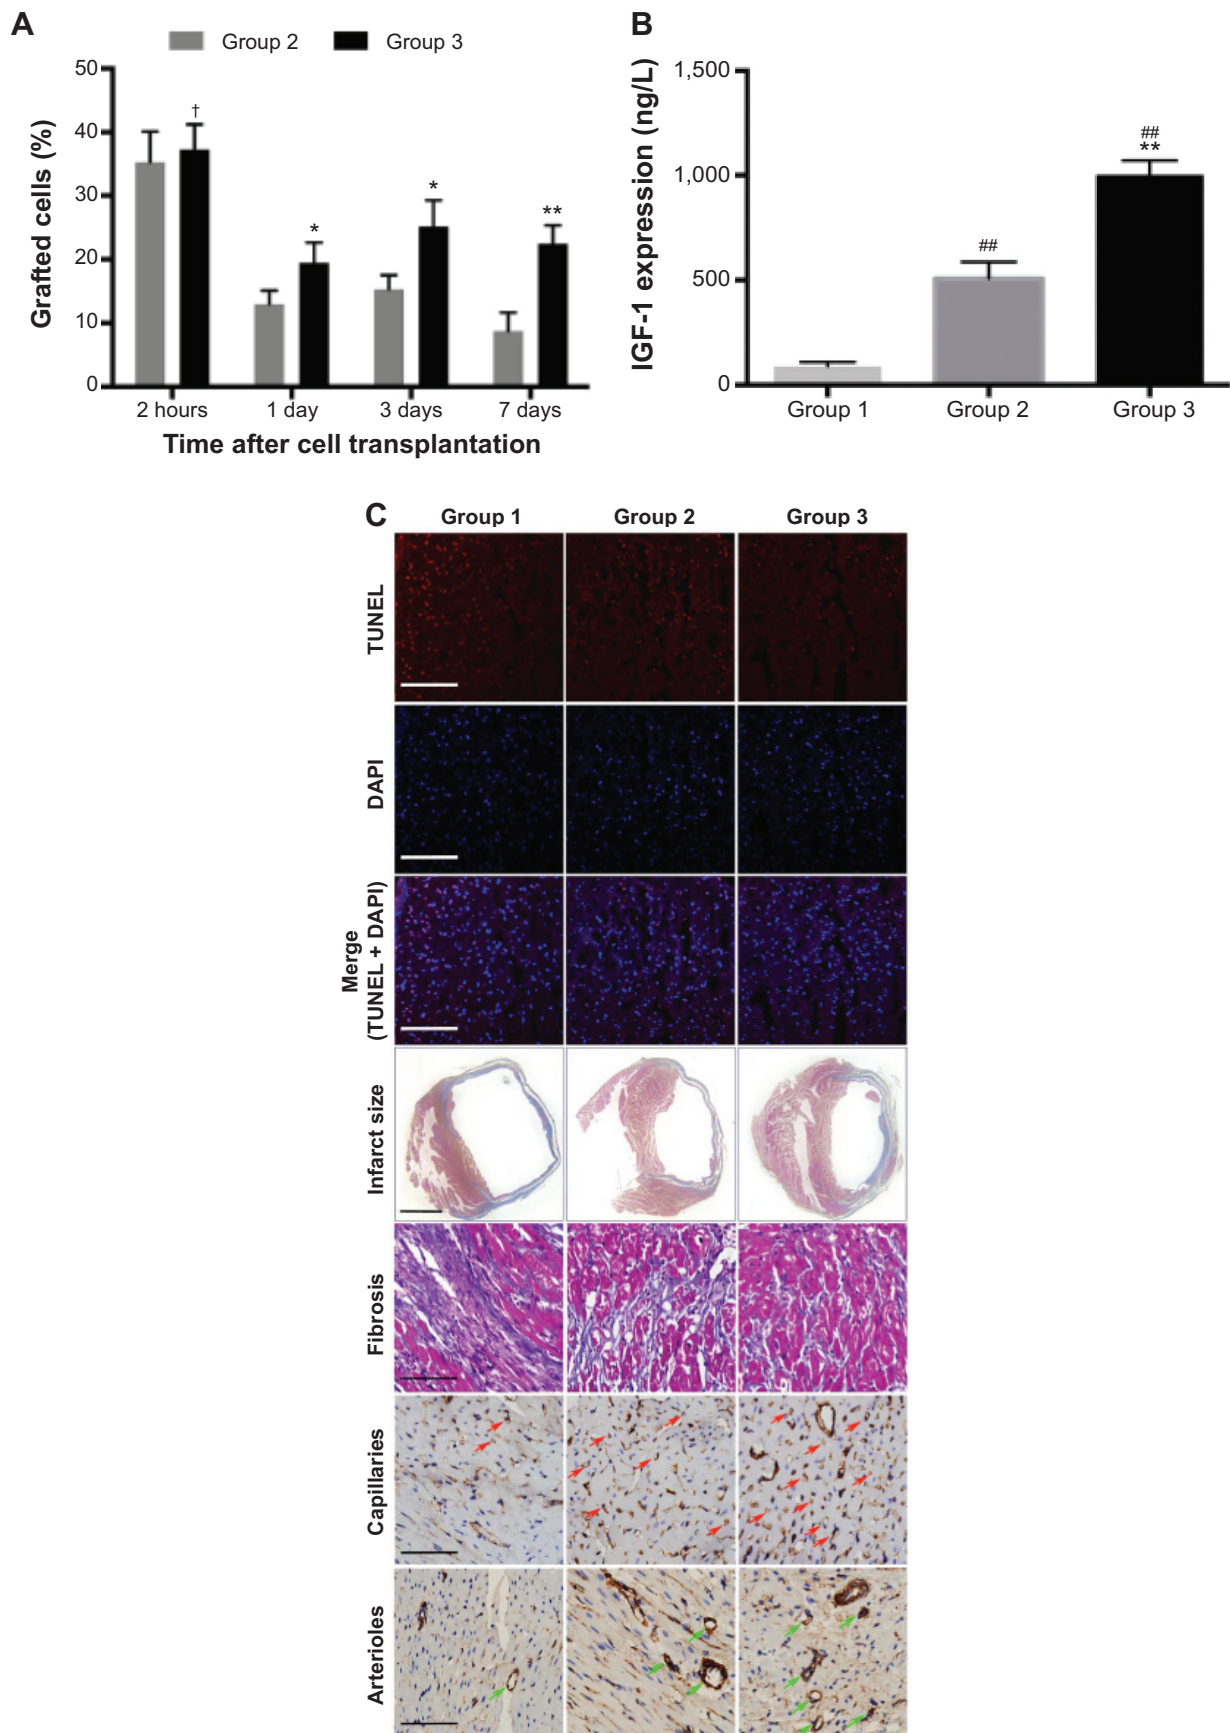 A
Group 2
Group 3
Grafted cells (%)
50
40
30
20
10
0
†
*
*
**
2 hours
1 day
3 days
7 days
Time after cell transplantation
B
IGF-1 expression (ng/L)
1,500
1,000
500
0
##
##
**
Group 1
Group 2
Group 3
C
Group 1
Group 2
Group 3
TUNEL
DAPI
Merge
(TUNEL + DAPI)
Infarct size
Fibrosis
Capillaries
Arterioles